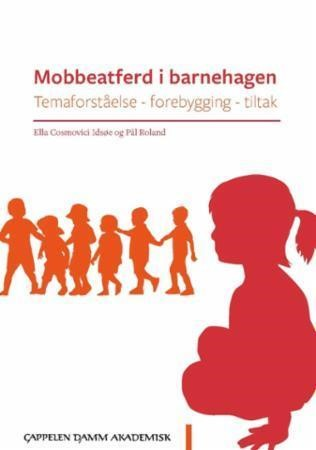 Mobbeatferd i barnehagen
Temaforståelse - forebygging - tiltak
Ella Cosmovici Idsøe og Pål Roland
CAPPELEN DAMM AKADEMISK